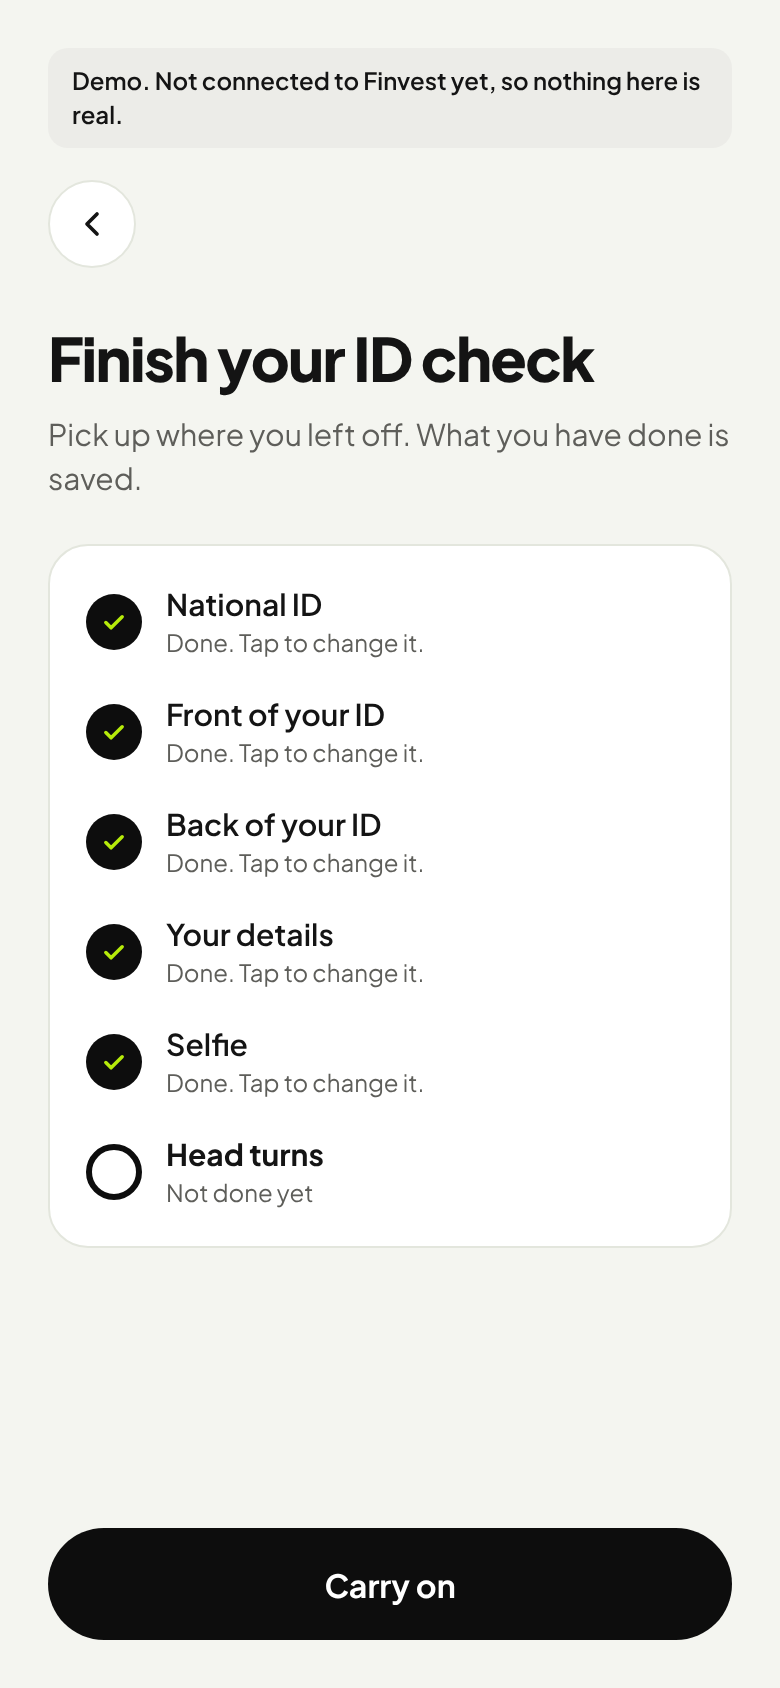 Demo. Not connected to Finvest yet, so nothing here is
real.
Finish your ID check
Pick up where you left off. What you have done is
saved.
National ID
Done. Tap to change it.
Front of your ID
Done. Tap to change it.
Back of your ID
Done. Tap to change it.
Your details
Done. Tap to change it.
Selfie
Done. Tap to change it.
Head turns
Not done yet
Carry on